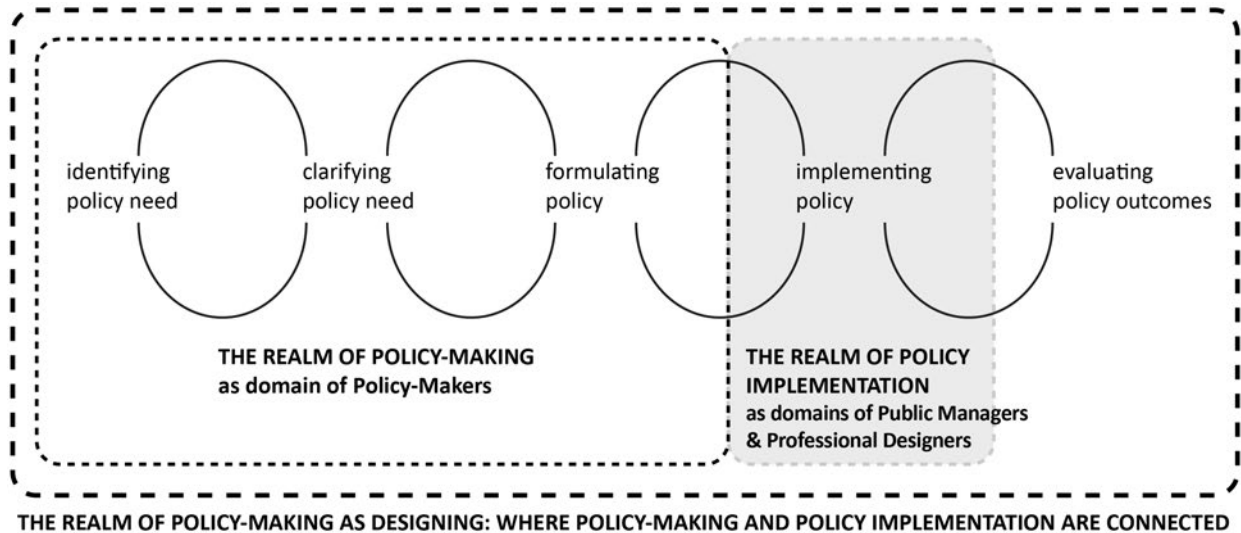 identifying
policy need
clarifying
policy need
formulating
policy
implementing
policy
evaluating
policy outcomes
THE REALM OF POLICY-MAKING
as domain of Policy-Makers
THE REALM OF POLICY
IMPLEMENTATION
as domains of Public Managers
& Professional Designers
THE REALM OF POLICY-MAKING AS DESIGNING: WHERE POLICY-MAKING AND POLICY IMPLEMENTATION ARE CONNECTED